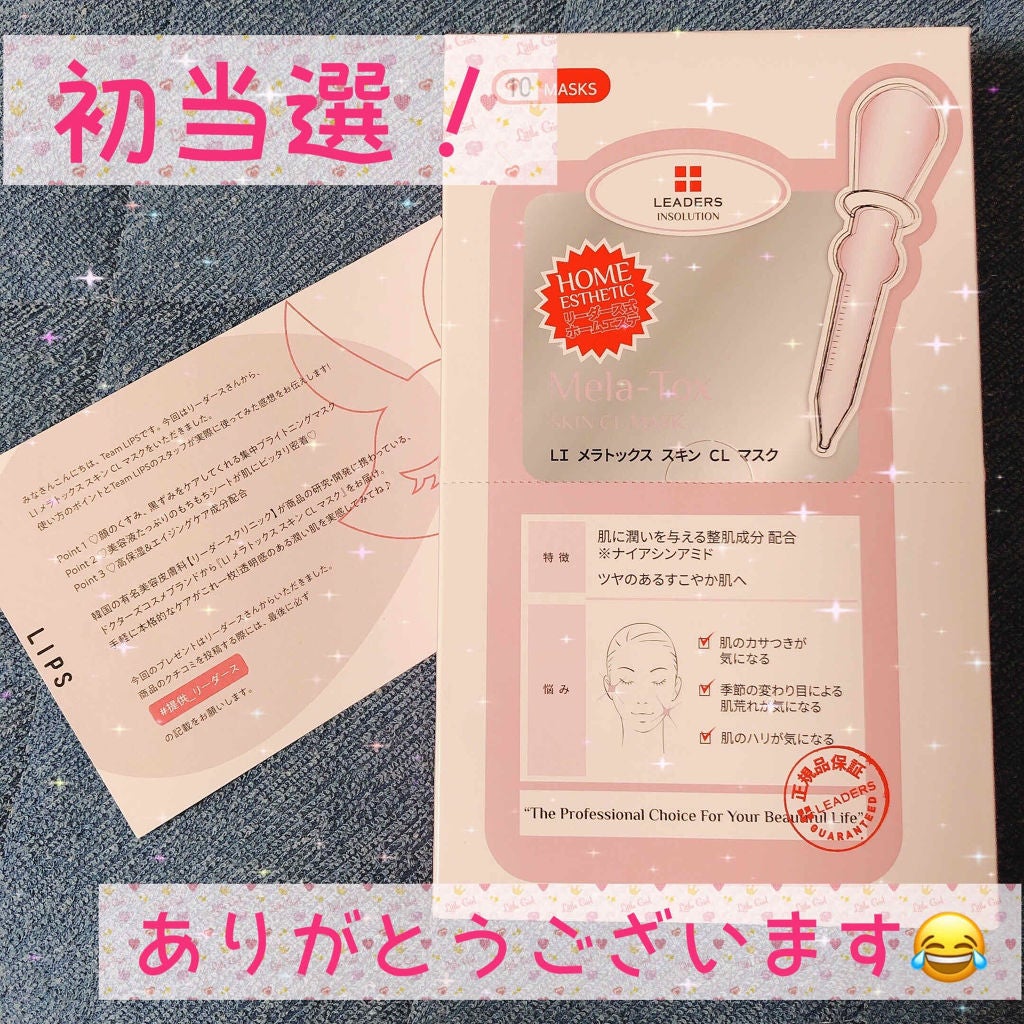 初当選！
10 MASKS
LEADERS
INSOLUTION
HOME
ESTHETIC
リーダース式
ホームエステ
Mela-Tox
SKIN CL MASK
LI メラトックス スキン CL マスク
特徴
肌に潤いを与える整肌成分 配合
※ナイアシンアミド
ツヤのあるすこやか肌へ
悩み
肌のカサつきが
気になる
季節の変わり目による
肌荒れが気になる
肌のハリが気になる
"The Professional Choice For Your Beautiful Life"
正規品保証
LEADERS
GUARANTEED
みなさんこんにちは、Team LIPSです。今回はリーダースさんから、
LI メラトックス スキン CL マスクをいただきました。
使い方のポイントとTeam LIPSのスタッフが実際に使ってみた感想をお伝えします!
Point 1 ♡顔のくすみ、黒ずみをケアしてくれる集中ブライトニングマスク
Point 2 ♡美容液たっぷりのもちもちシートが肌にピッタリ密着♡
Point 3 ♡高保湿&エイジングケア成分配合
韓国の有名美容皮膚科【リーダースクリニック】が商品の研究・開発に携わっている、
ドクターズコスメブランドから『LI メラトックス スキン CL マスク』をお届け。
手軽に本格的なケアがこれ一枚!透明感のある潤い肌を実感してみてね♪
今回のプレゼントはリーダースさんからいただきました。
商品のクチコミを投稿する際には、最後に必ず
#提供_リーダース
の記載をお願いします。
LIPS
ありがとうございます😂